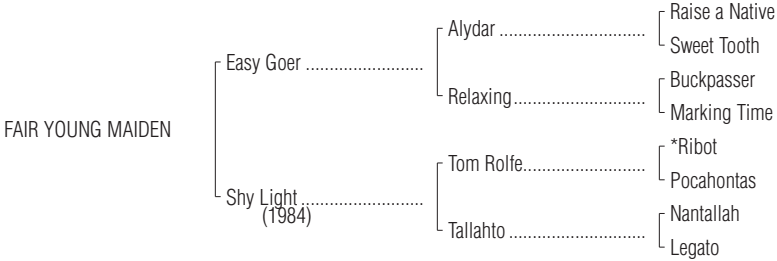 Raise a Native
Alydar ..............................
Sweet Tooth
Easy Goer ........................
Buckpasser
Relaxing...........................
Marking Time
FAIR YOUNG MAIDEN
*Ribot
Tom Rolfe.........................
Pocahontas
Shy Light .........................
(1984)
Nantallah
Tallahto ............................
Legato